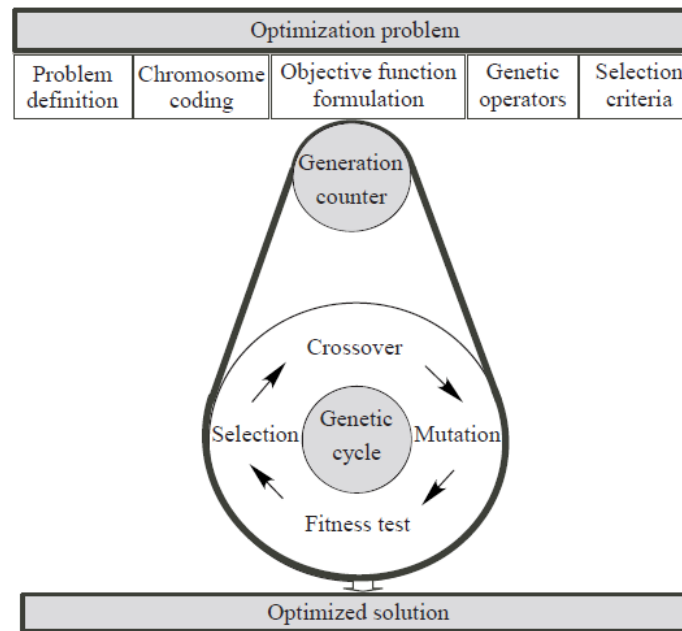 Optimization problem
Problem
definition
Chromosome
coding
Objective function
formulation
Genetic
operators
Selection
criteria
Generation
counter
Crossover
Selection
Genetic
cycle
Mutation
Fitness test
Optimized solution